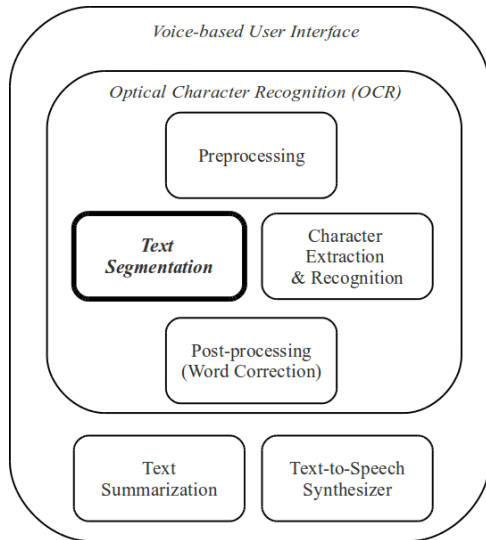 Voice-based User Interface
Optical Character Recognition (OCR)
Preprocessing
Text
Segmentation
Character
Extraction
& Recognition
Post-processing
(Word Correction)
Text
Summarization
Text-to-Speech
Synthesizer